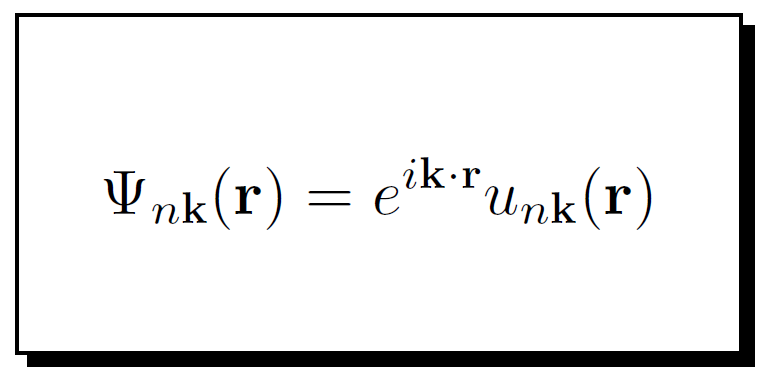 Ψ_{n𝐤}(𝐫) = e^{i𝐤·𝐫}u_{n𝐤}(𝐫)